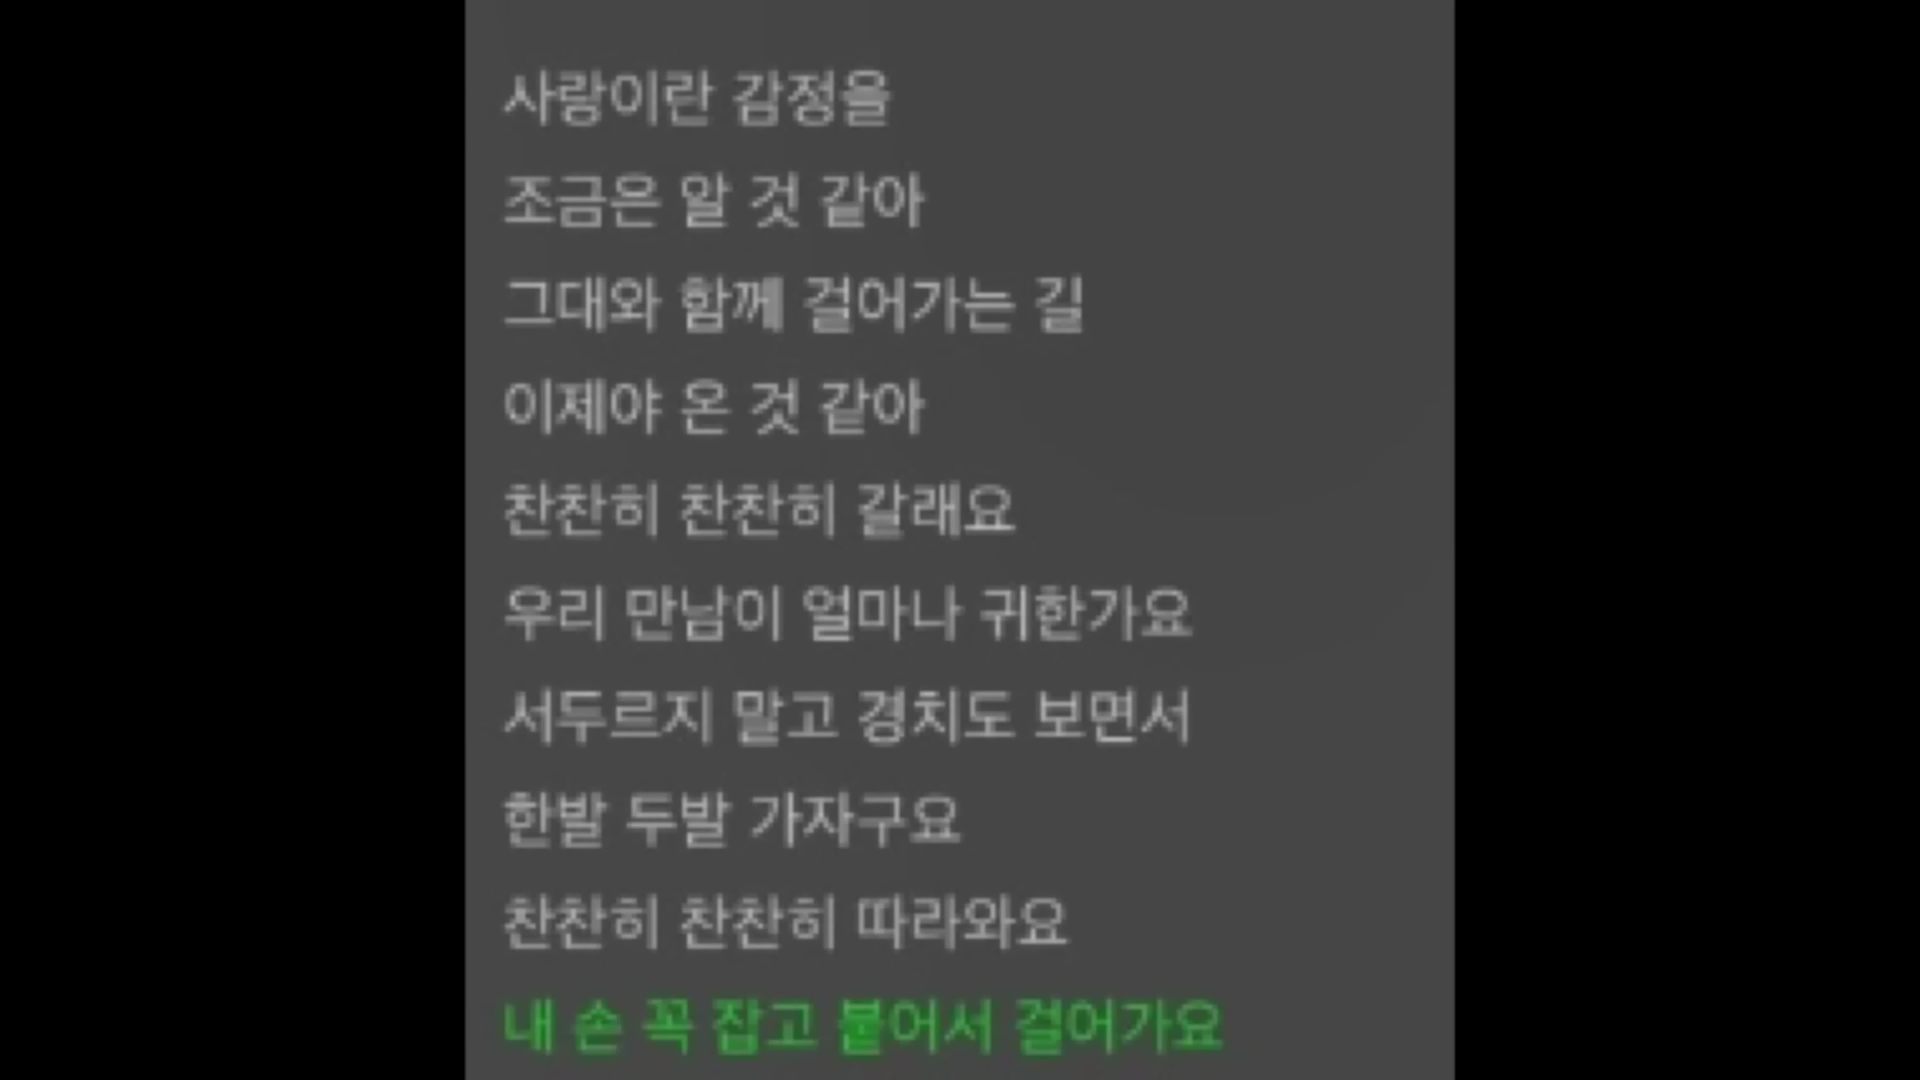 사랑이란 감정을
조금은 알 것 같아
그대와 함께 걸어가는 길
이제야 온 것 같아
찬찬히 찬찬히 갈래요
우리 만남이 얼마나 귀한가요
서두르지 말고 경치도 보면서
한발 두발 가자구요
찬찬히 찬찬히 따라와요
내 손 꼭 잡고 붙어서 걸어가요